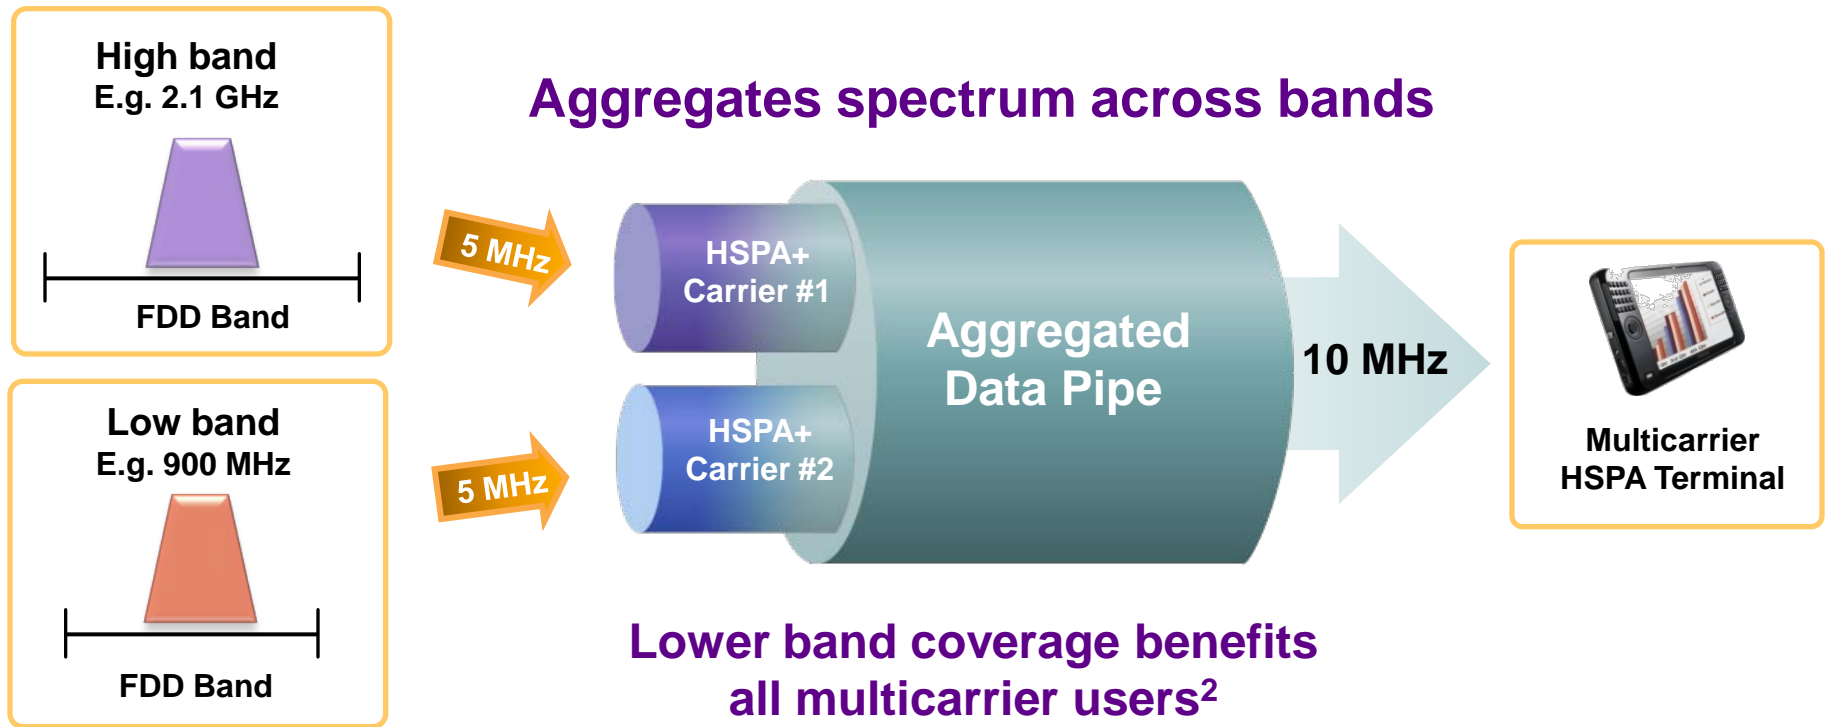 High band
E.g. 2.1 GHz
FDD Band
Low band
E.g. 900 MHz
FDD Band
Aggregates spectrum across bands
5 MHz
5 MHz
HSPA+
Carrier #1
HSPA+
Carrier #2
Aggregated
Data Pipe
10 MHz
Multicarrier
HSPA Terminal
Lower band coverage benefits
all multicarrier users²